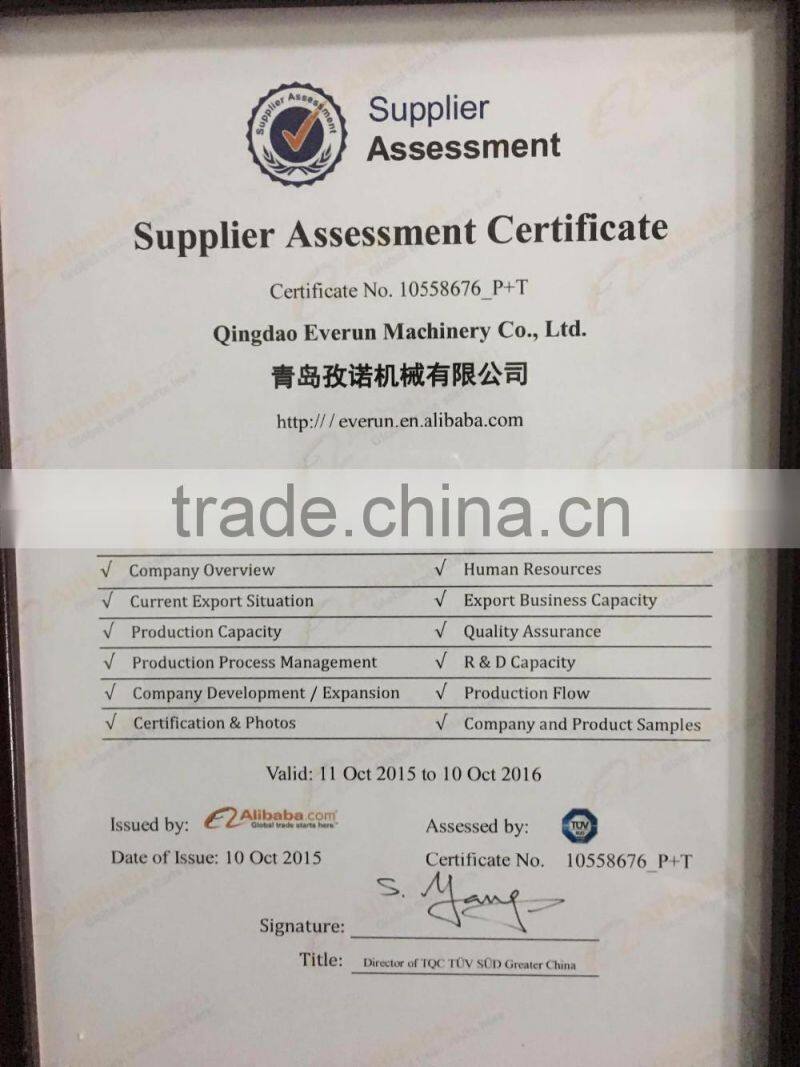 Supplier Assessment
Supplier
Assessment
Supplier Assessment Certificate
Certificate No. 10558676_P+T
Qingdao Everun Machinery Co., Ltd.
青岛孜诺机械有限公司
http:// / everun.en.alibaba.com
trade.china.cn
√ Company Overview √ Human Resources
√ Current Export Situation √ Export Business Capacity
√ Production Capacity √ Quality Assurance
√ Production Process Management √ R & D Capacity
√ Company Development / Expansion √ Production Flow
√ Certification & Photos √ Company and Product Samples
Valid: 11 Oct 2015 to 10 Oct 2016
Issued by: Alibaba.com Assessed by: TÜV
Global trade starts here.™
Date of Issue: 10 Oct 2015 Certificate No. 10558676_P+T
S. Yang
Signature:
Title: Director of TQC TÜV SÜD Greater China